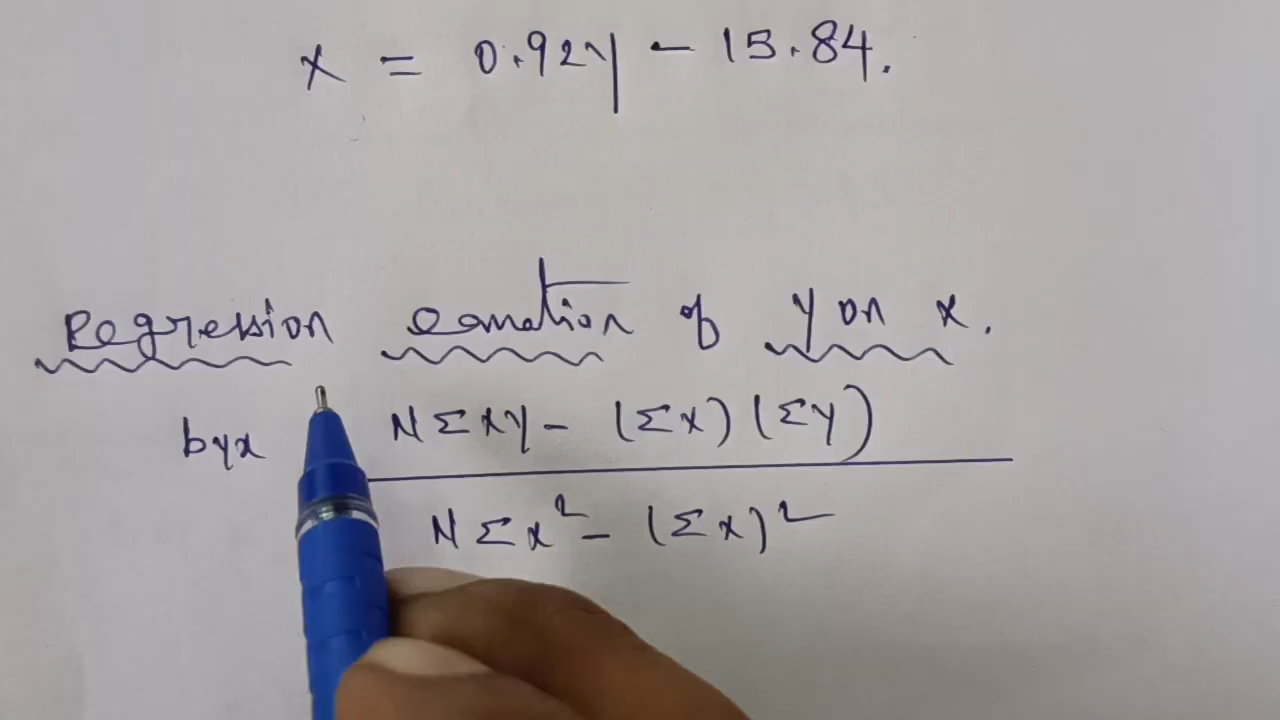 x = 0.92y - 15.84.
Regression equation of y on x.
byx NΣxy - (Σx)(Σy)
NΣx² - (Σx)²